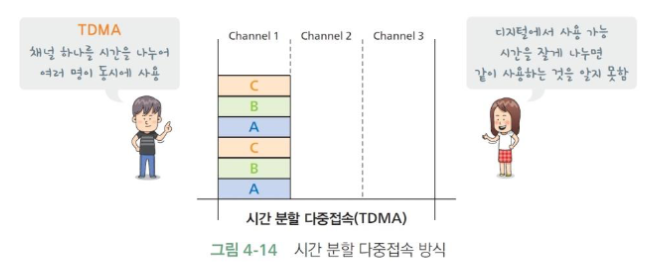 TDMA
채널 하나를 시간을 나누어
여러 명이 동시에 사용
Channel 1
Channel 2
Channel 3
디지털에서 사용 가능
시간을 잘게 나누면
같이 사용하는 것을 알지 못함
C
B
A
C
B
A
시간 분할 다중접속(TDMA)
그림 4-14 시간 분할 다중접속 방식